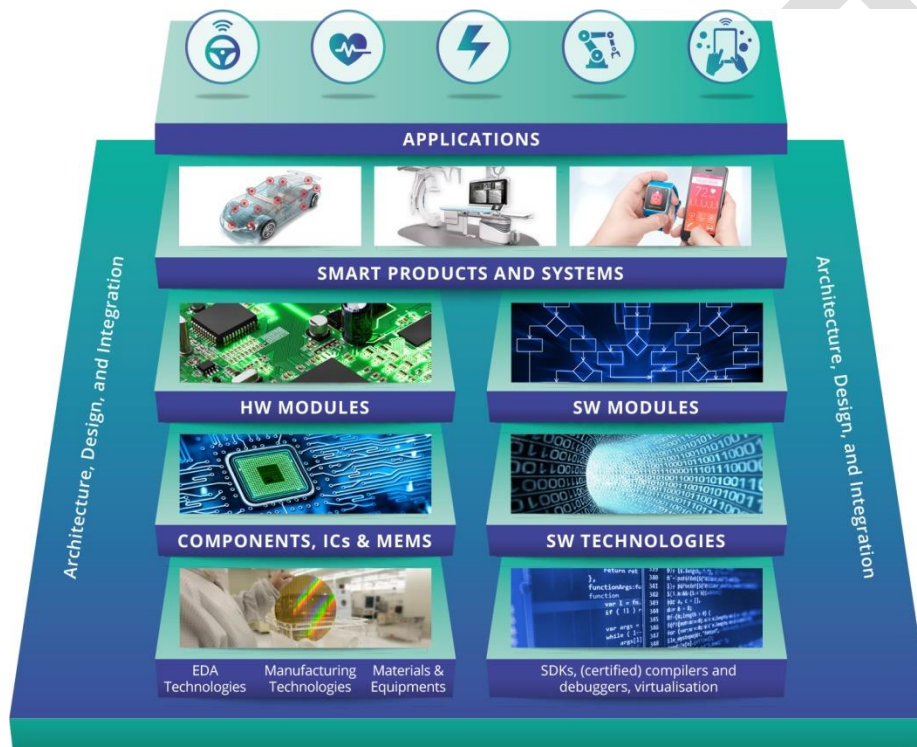 APPLICATIONS
SMART PRODUCTS AND SYSTEMS
Architecture, Design, and Integration
Architecture, Design, and Integration
HW MODULES
SW MODULES
COMPONENTS, ICs & MEMS
SW TECHNOLOGIES
EDA
Technologies
Manufacturing
Technologies
Materials &
Equipments
SDKs, (certified) compilers and
debuggers, virtualisation